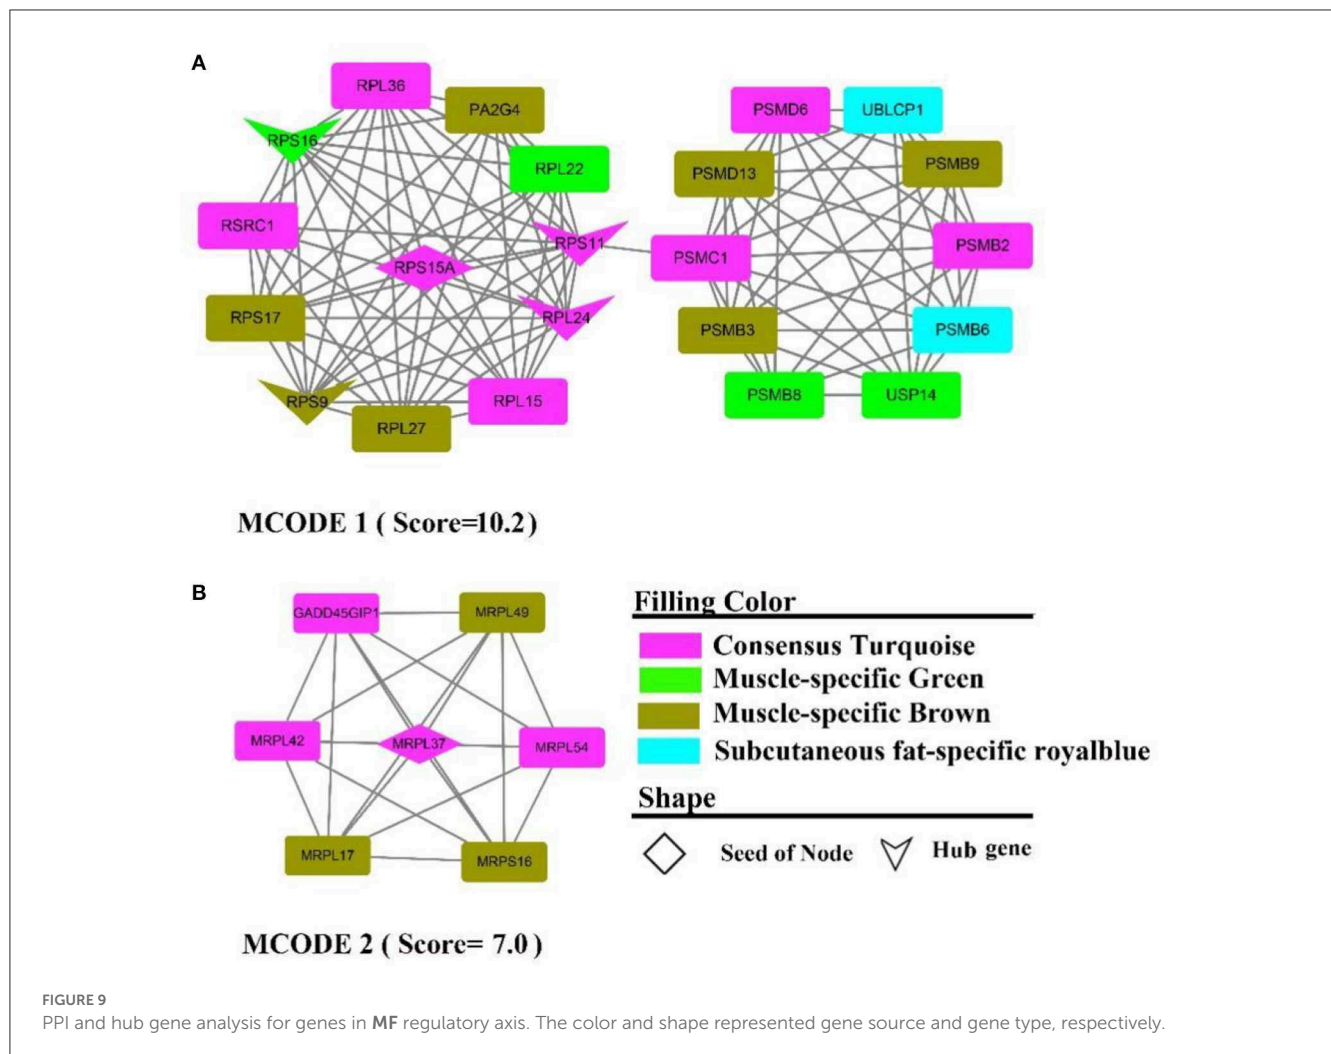 A
RPL36
PA2G4
RPS16
RPL22
RSRC1
RPS11
RPS15A
RPS17
RPL24
RPS9
RPL15
RPL27
PSMD6
UBLCP1
PSMD13
PSMB9
PSMC1
PSMB2
PSMB3
PSMB6
PSMB8
USP14
MCODE 1 ( Score=10.2 )
B
GADD45GIP1
MRPL49
MRPL42
MRPL37
MRPL54
MRPL17
MRPS16
MCODE 2 ( Score= 7.0 )
Filling Color
Consensus Turquoise
Muscle-specific Green
Muscle-specific Brown
Subcutaneous fat-specific royalblue
Shape
Seed of Node
Hub gene
FIGURE 9
PPI and hub gene analysis for genes in MF regulatory axis. The color and shape represented gene source and gene type, respectively.